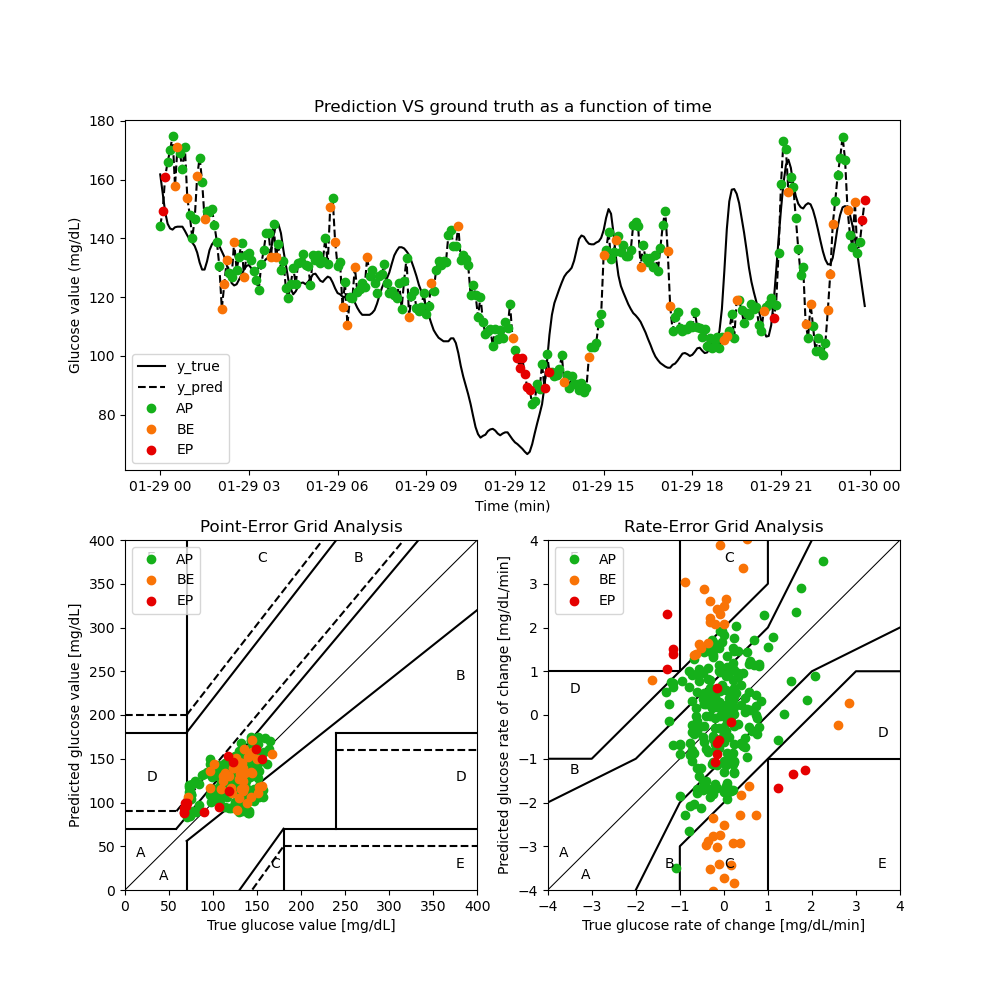 Prediction VS ground truth as a function of time
Glucose value (mg/dL)
180
160
140
120
100
80
y_true
y_pred
AP
BE
EP
01-29 00 01-29 03 01-29 06 01-29 09 01-29 12 01-29 15 01-29 18 01-29 21 01-30 00
Time (min)
Point-Error Grid Analysis
Predicted glucose value [mg/dL]
400
350
300
250
200
150
100
50
0
AP
BE
EP
C
B
B
D
D
A
A
C
E
0 50 100 150 200 250 300 350 400
True glucose value [mg/dL]
Rate-Error Grid Analysis
Predicted glucose rate of change [mg/dL/min]
4
3
2
1
0
−1
−2
−3
−4
AP
BE
EP
C
D
D
B
A
A
B
C
E
−4 −3 −2 −1 0 1 2 3 4
True glucose rate of change [mg/dL/min]